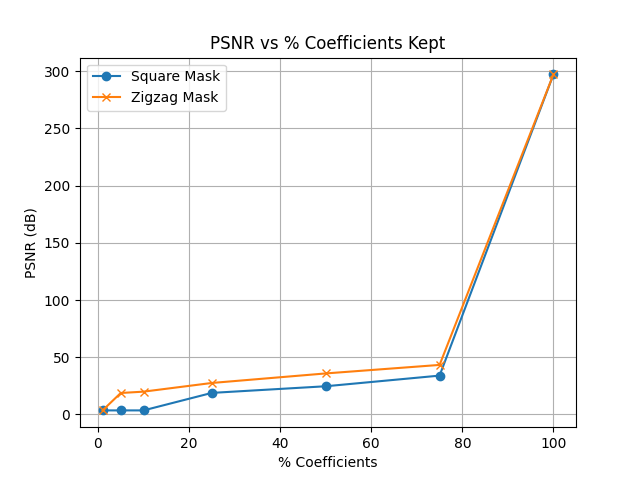 PSNR vs % Coefficients Kept
Square Mask
Zigzag Mask
PSNR (dB)
300
250
200
150
100
50
0
0 20 40 60 80 100
% Coefficients